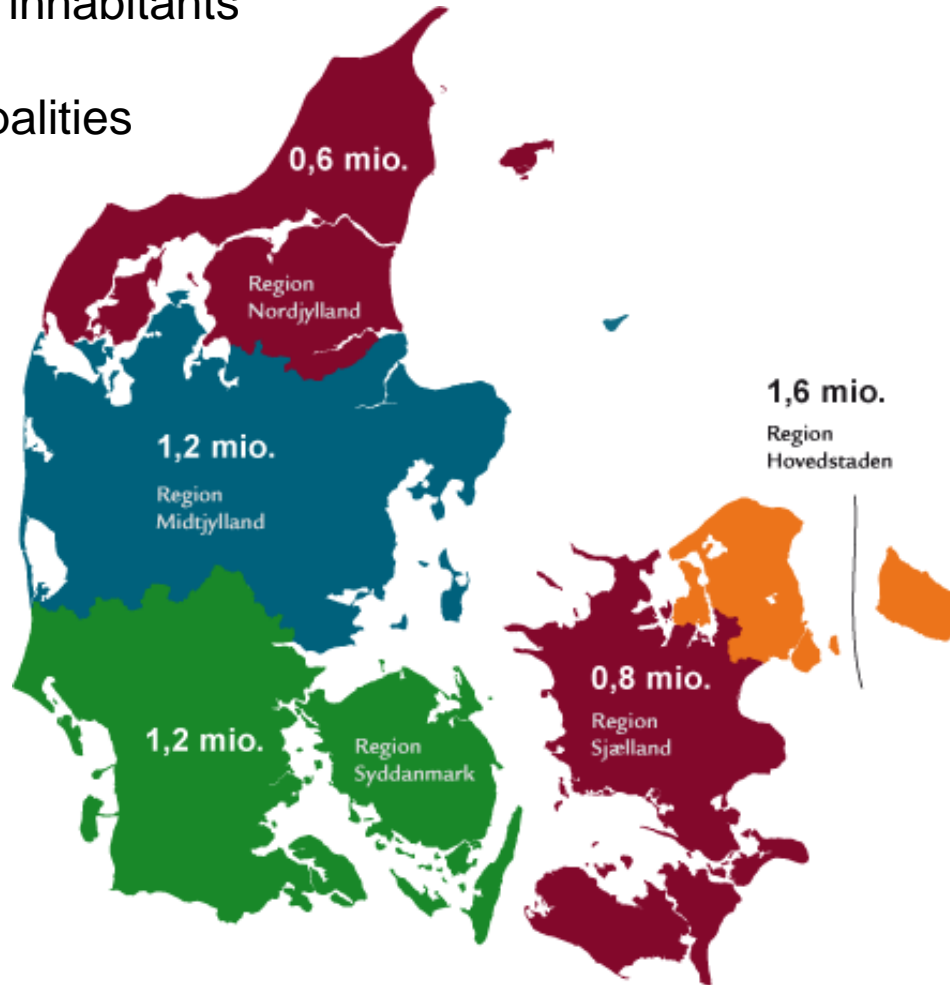 inhabitants
palities
0,6 mio.
Region
Nordjylland
1,6 mio.
Region
Hovedstaden
1,2 mio.
Region
Midtjylland
0,8 mio.
Region
Sjælland
1,2 mio.
Region
Syddanmark